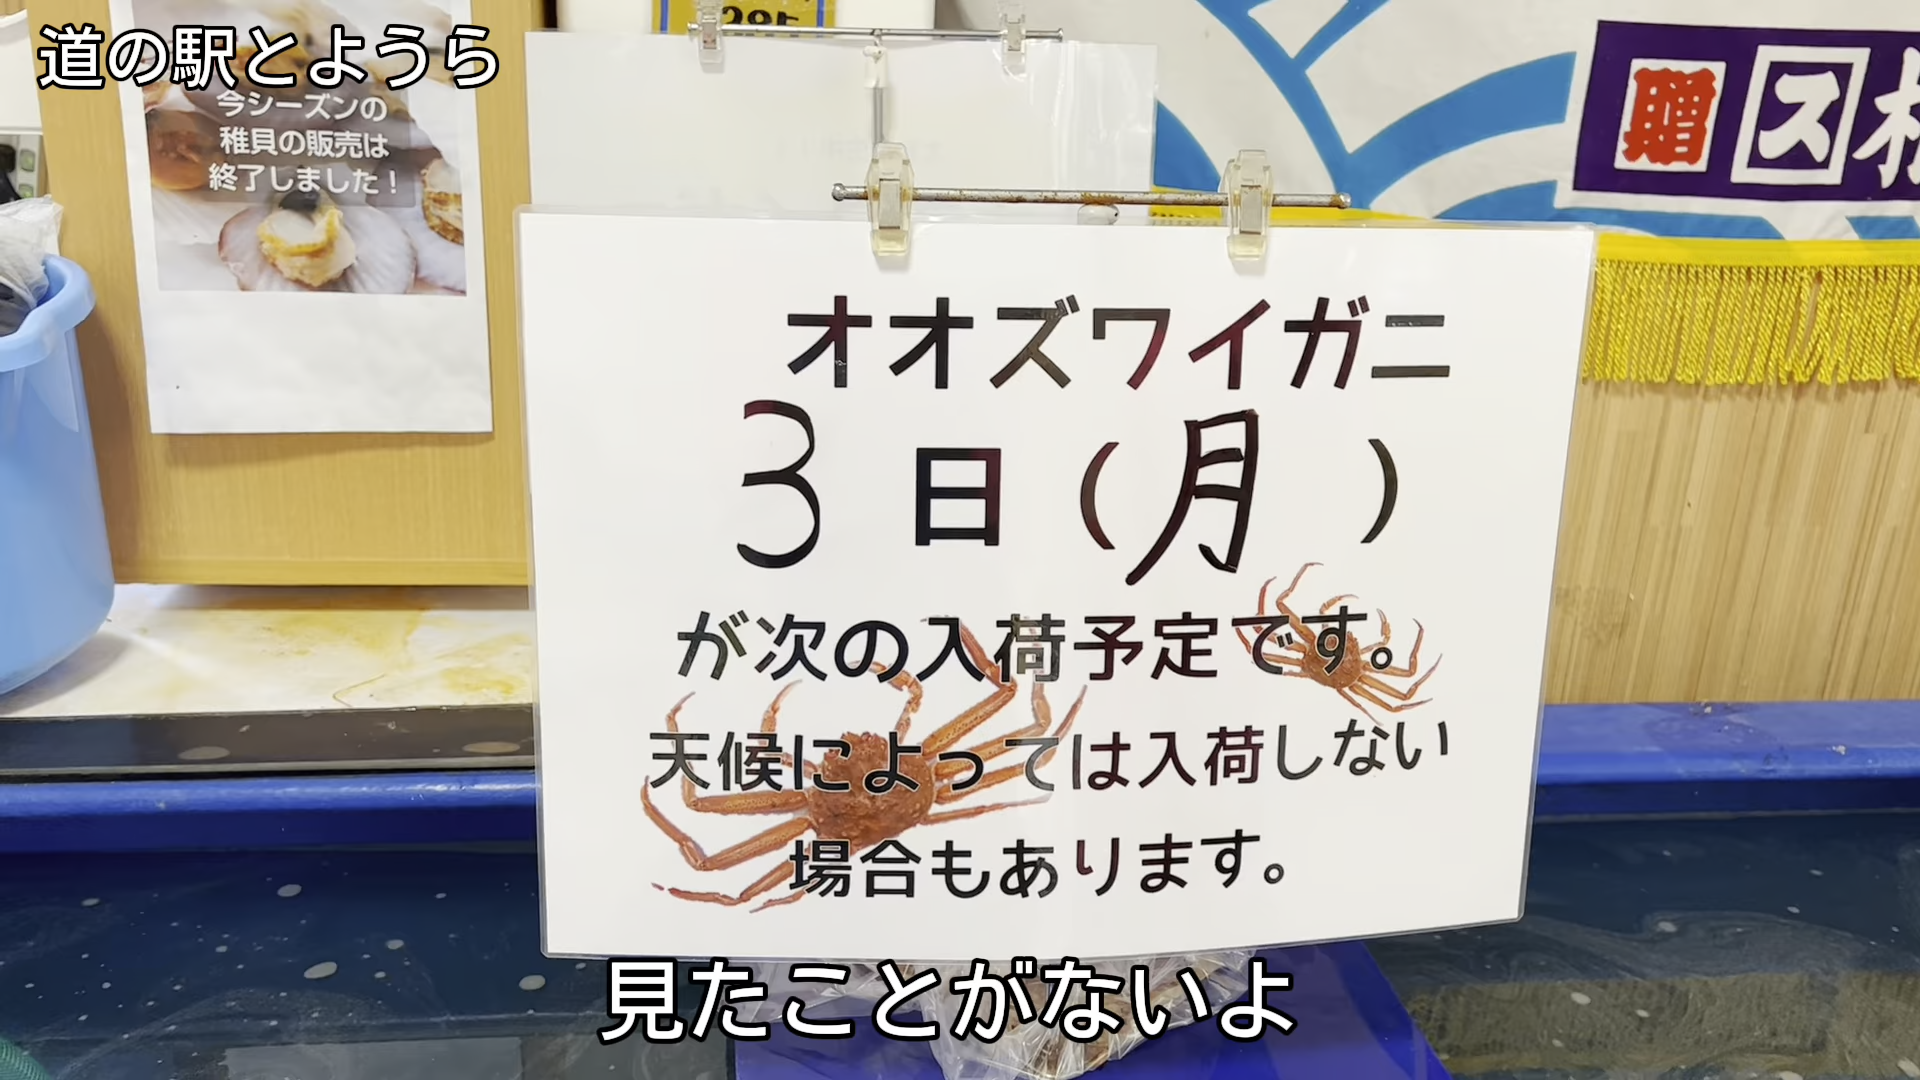 道の駅とようら
今シーズンの
稚貝の販売は
終了しました!
贈 ス
オオズワイガニ
3日(月)
が次の入荷予定です。
天候によっては入荷しない
場合もあります。
見たことがないよ